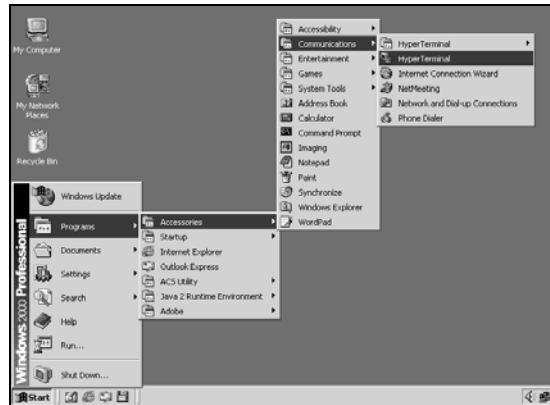 My Computer
My Network
Places
Recycle Bin
Windows 2000 Professional
Windows Update
Programs
Documents
Settings
Search
Help
Run...
Shut Down...
Start
Accessories
Startup
Internet Explorer
Outlook Express
ACS Utility
Java 2 Runtime Environment
Adobe
Accessibility
Communications
Entertainment
Games
System Tools
Address Book
Calculator
Command Prompt
Imaging
Notepad
Paint
Synchronize
Windows Explorer
WordPad
HyperTerminal
HyperTerminal
Internet Connection Wizard
NetMeeting
Network and Dial-up Connections
Phone Dialer